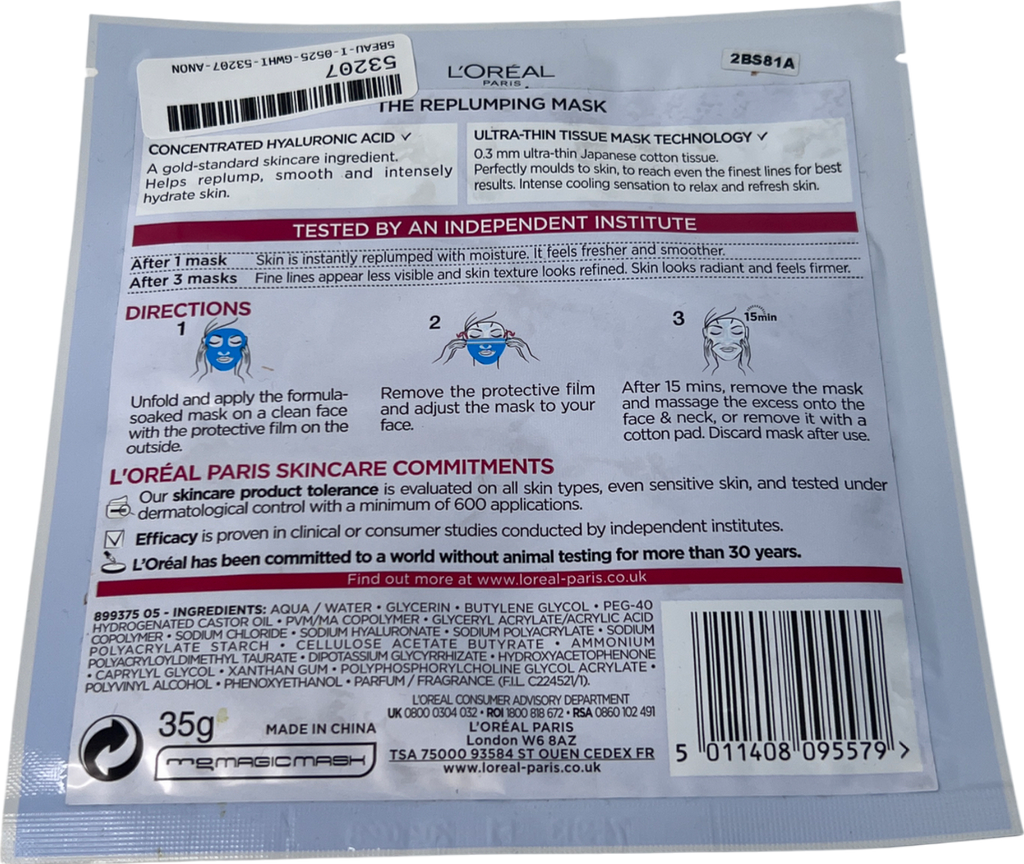 5BEAU-I-0525-GWHI-53207-ANON
53207
L'ORÉAL
PARIS
2BS81A
THE REPLUMPING MASK
CONCENTRATED HYALURONIC ACID ✓
A gold-standard skincare ingredient.
Helps replump, smooth and intensely
hydrate skin.
ULTRA-THIN TISSUE MASK TECHNOLOGY ✓
0.3 mm ultra-thin Japanese cotton tissue.
Perfectly moulds to skin, to reach even the finest lines for best
results. Intense cooling sensation to relax and refresh skin.
TESTED BY AN INDEPENDENT INSTITUTE
After 1 mask Skin is instantly replumped with moisture. It feels fresher and smoother.
After 3 masks Fine lines appear less visible and skin texture looks refined. Skin looks radiant and feels firmer.
DIRECTIONS
1
Unfold and apply the formula-
soaked mask on a clean face
with the protective film on the
outside.
2
Remove the protective film
and adjust the mask to your
face.
3
15min
After 15 mins, remove the mask
and massage the excess onto the
face & neck, or remove it with a
cotton pad. Discard mask after use.
L'ORÉAL PARIS SKINCARE COMMITMENTS
Our skincare product tolerance is evaluated on all skin types, even sensitive skin, and tested under
dermatological control with a minimum of 600 applications.
Efficacy is proven in clinical or consumer studies conducted by independent institutes.
L'Oréal has been committed to a world without animal testing for more than 30 years.
Find out more at www.loreal-paris.co.uk
899375 05 - INGREDIENTS: AQUA / WATER • GLYCERIN • BUTYLENE GLYCOL • PEG-40
HYDROGENATED CASTOR OIL • PVM/MA COPOLYMER • GLYCERYL ACRYLATE/ACRYLIC ACID
COPOLYMER • SODIUM CHLORIDE • SODIUM HYALURONATE • SODIUM POLYACRYLATE • SODIUM
POLYACRYLATE STARCH • CELLULOSE ACETATE BUTYRATE • AMMONIUM
POLYACRYLOYLDIMETHYL TAURATE • DIPOTASSIUM GLYCYRRHIZATE • HYDROXYACETOPHENONE
• CAPRYLYL GLYCOL • XANTHAN GUM • POLYPHOSPHORYLCHOLINE GLYCOL ACRYLATE •
POLYVINYL ALCOHOL • PHENOXYETHANOL • PARFUM / FRAGRANCE. (F.I.L. C224521/1).
35g
MADE IN CHINA
MAGICMASK
L'ORÉAL CONSUMER ADVISORY DEPARTMENT
UK 0800 0304 032 • ROI 1800 818 672 • RSA 0860 102 491
L'ORÉAL PARIS
London W6 8AZ
TSA 75000 93584 ST OUEN CEDEX FR
www.loreal-paris.co.uk
5 011408 095579 >